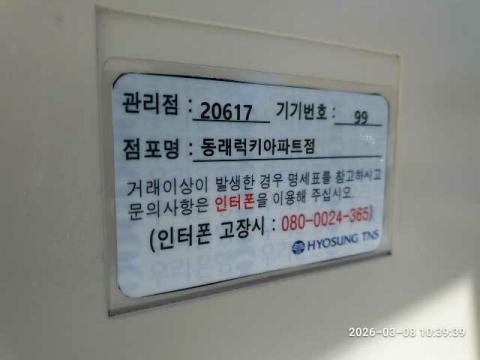 관리점 : 20617 기기번호 : 99
점포명 : 동래럭키아파트점
거래이상이 발생한 경우 명세표를 참고하시고
문의사항은 인터폰을 이용해 주십시오.
(인터폰 고장시 : 080-0024-365)
HYOSUNG TNS
2026-03-08 10:39:39